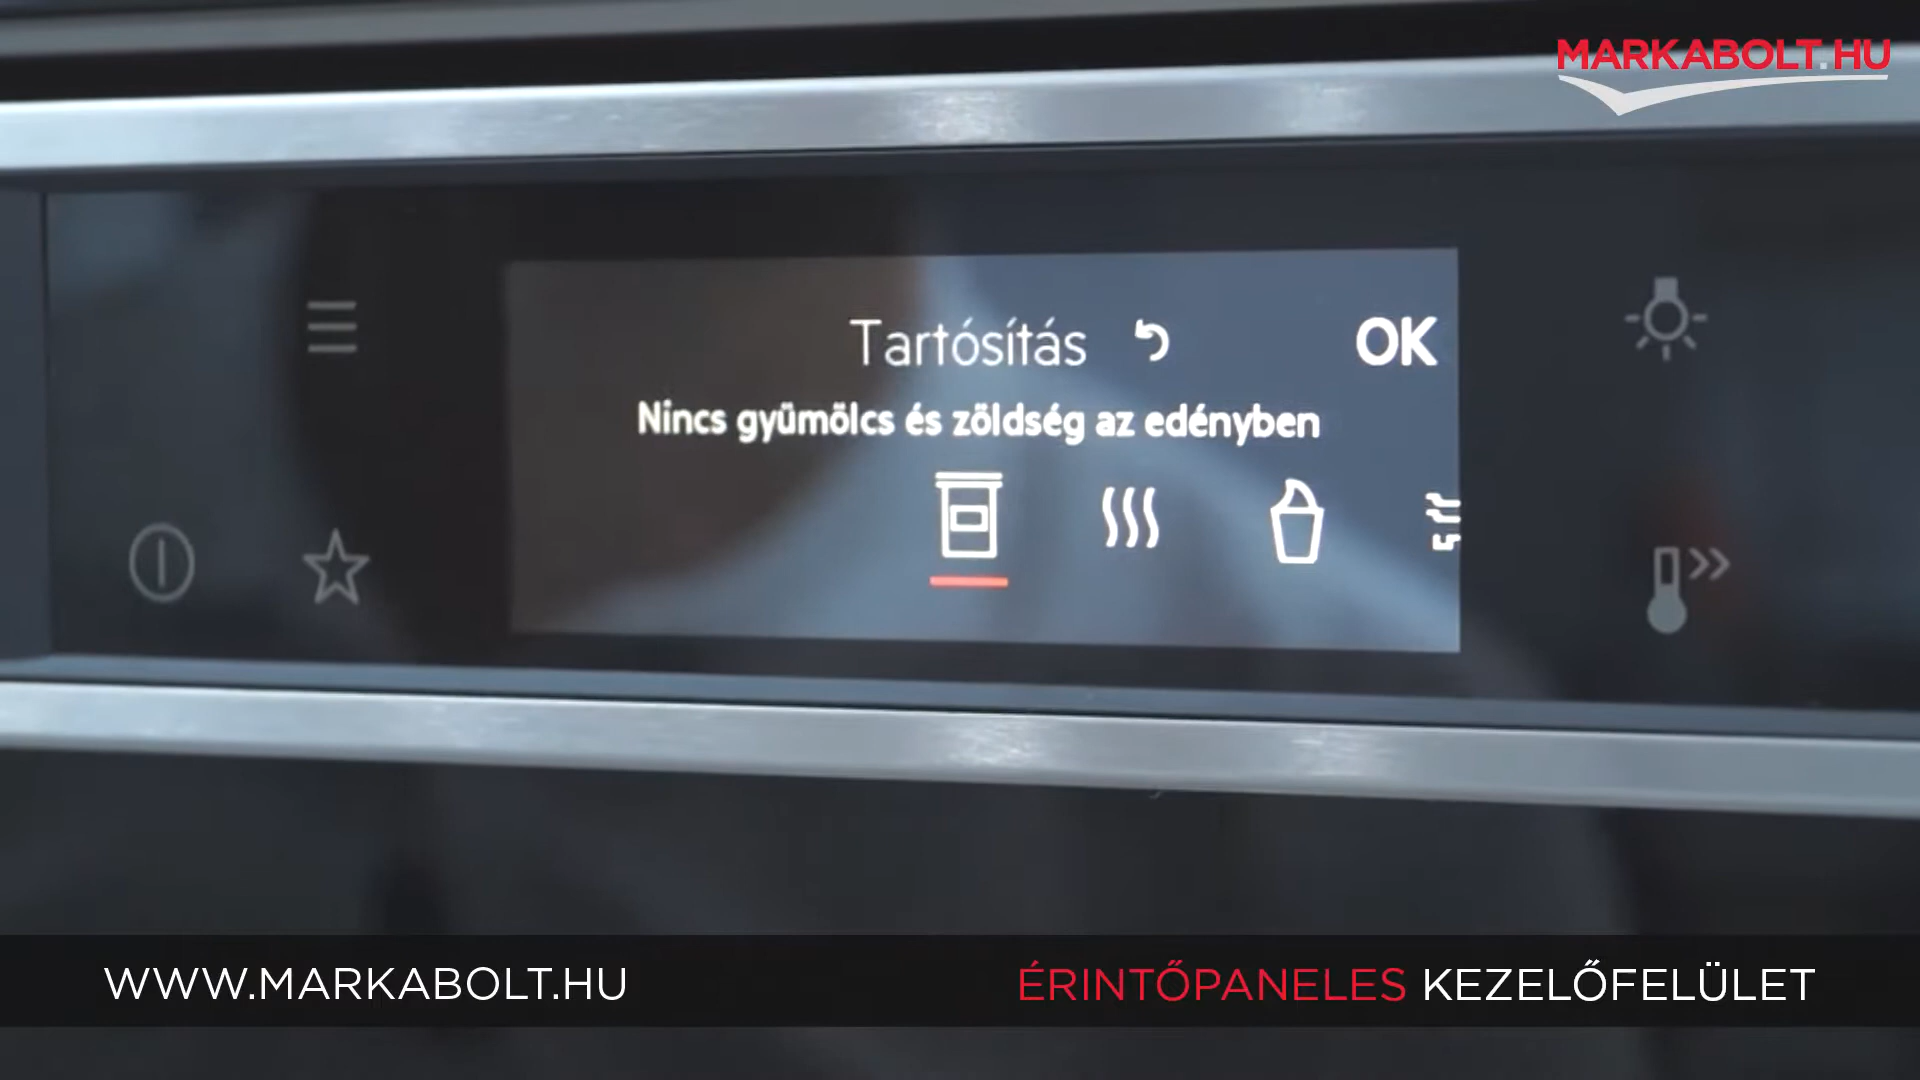 MARKABOLT.HU
Tartósítás
OK
Nincs gyümölcs és zöldség az edényben
WWW.MARKABOLT.HU
ÉRINTŐPANELES KEZELŐFELÜLET